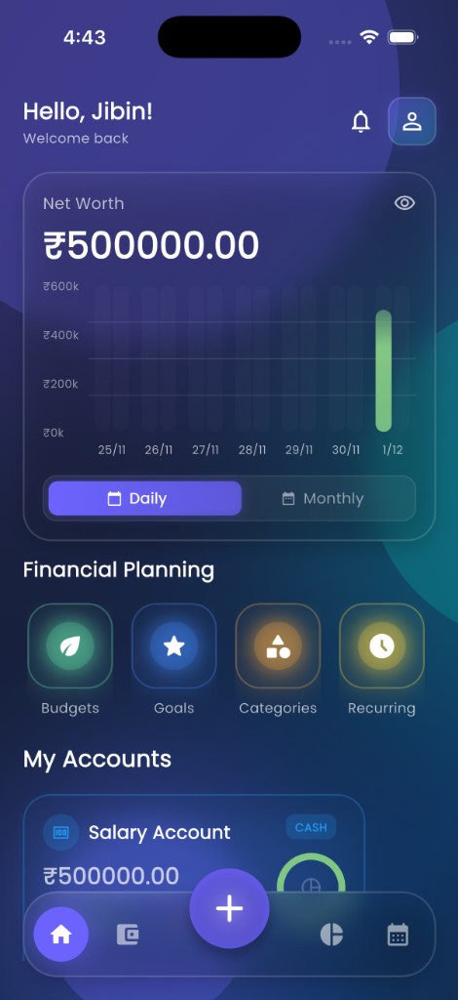 4:43
Hello, Jibin!
Welcome back
Net Worth
₹500000.00
₹600k
₹400k
₹200k
₹0k
25/11 26/11 27/11 28/11 29/11 30/11 1/12
Daily Monthly
Financial Planning
Budgets Goals Categories Recurring
My Accounts
Salary Account CASH
₹500000.00